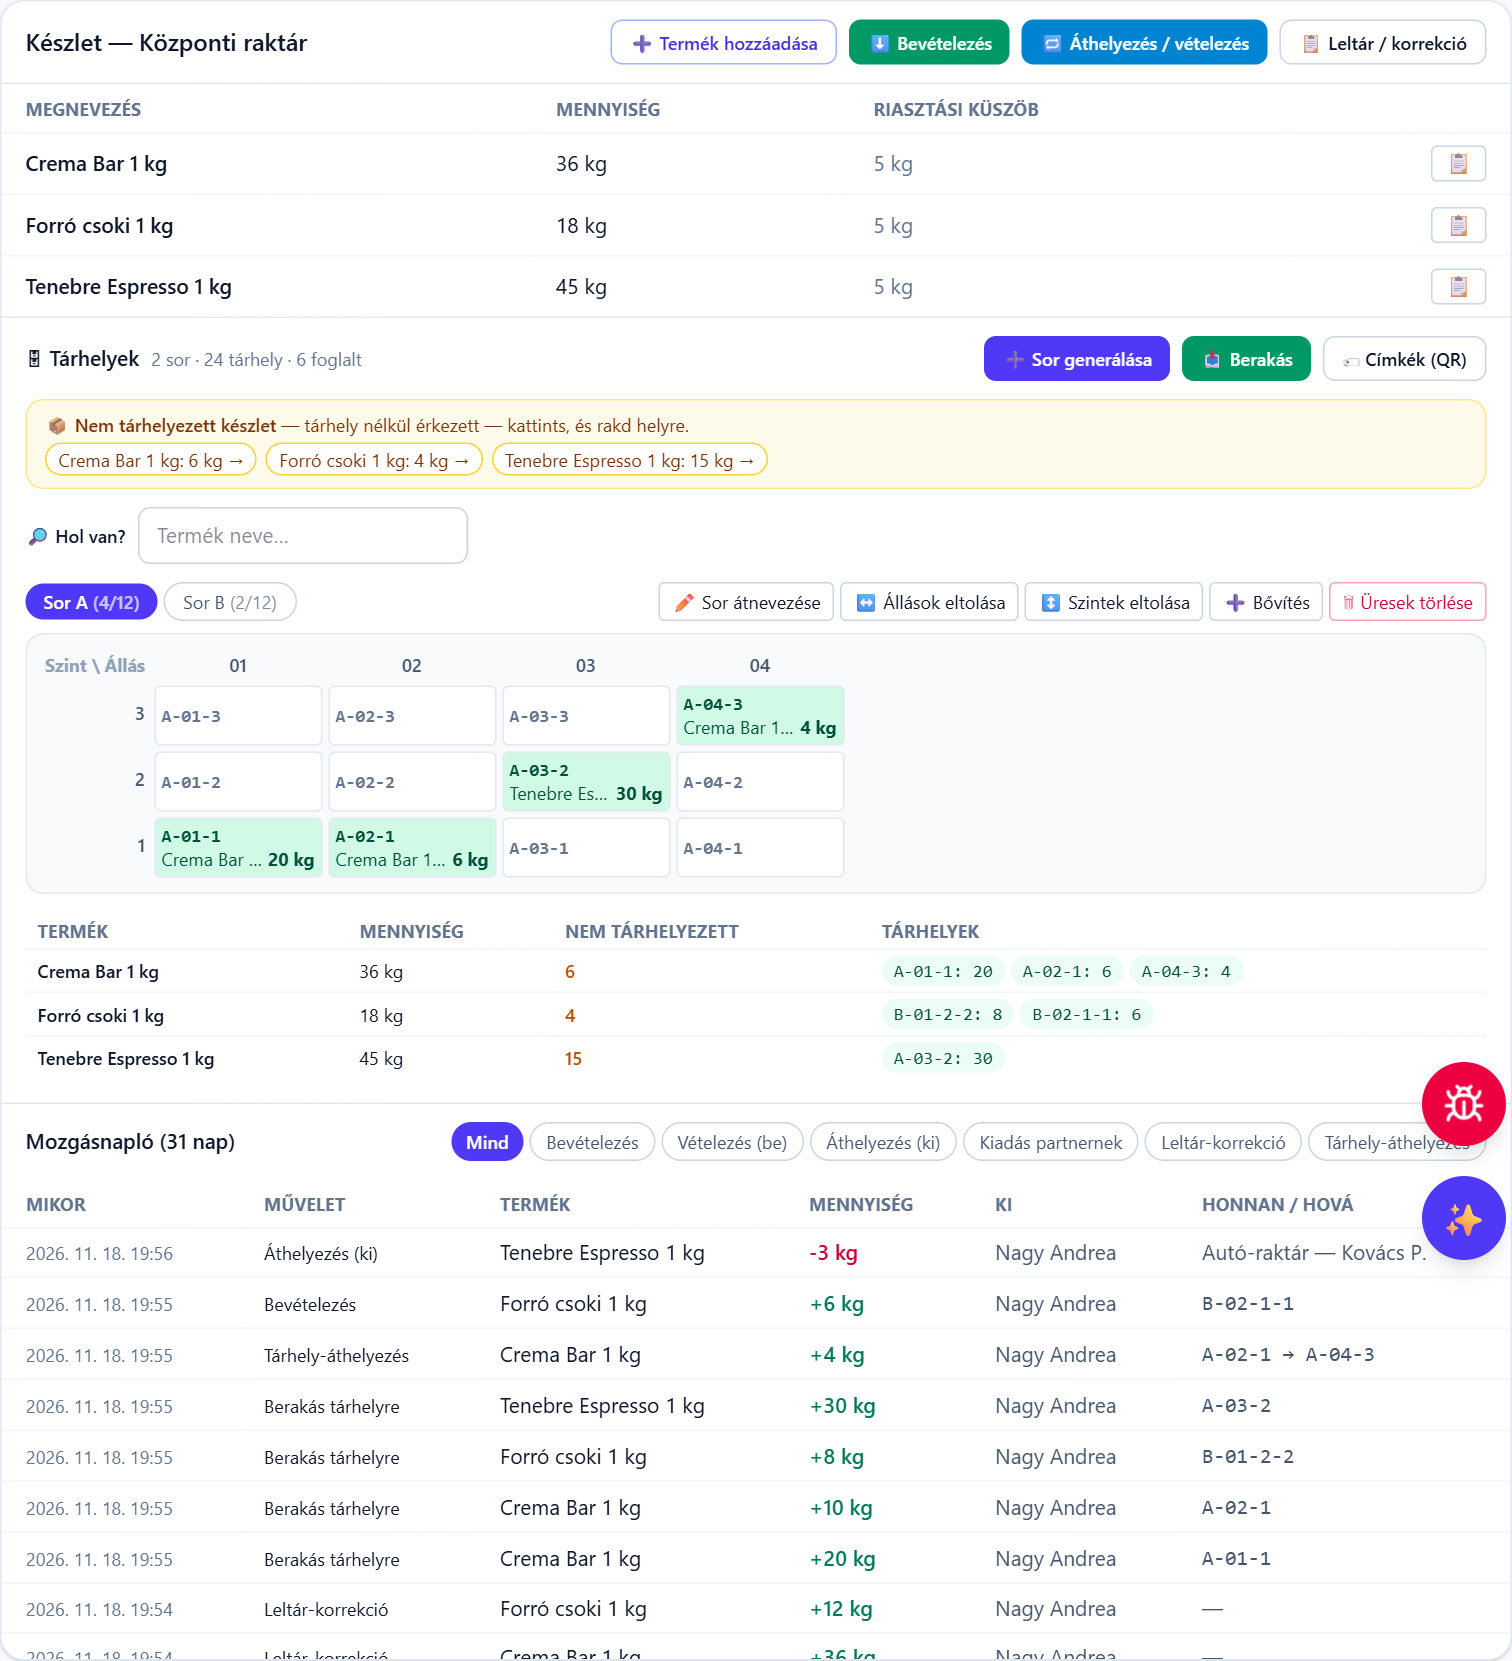 Készlet — Központi raktár
Termék hozzáadása
Bevételezés
Áthelyezés / vételezés
Leltár / korrekció
MEGNEVEZÉS MENNYISÉG RIASZTÁSI KÜSZÖB
Crema Bar 1 kg 36 kg 5 kg
Forró csoki 1 kg 18 kg 5 kg
Tenebre Espresso 1 kg 45 kg 5 kg
Tárhelyek 2 sor · 24 tárhely · 6 foglalt
Sor generálása
Berakás
Címkék (QR)
Nem tárhelyezett készlet — tárhely nélkül érkezett — kattints, és rakd helyre.
Crema Bar 1 kg: 6 kg → Forró csoki 1 kg: 4 kg → Tenebre Espresso 1 kg: 15 kg →
Hol van? Termék neve...
Sor A (4/12) Sor B (2/12) Sor átnevezése Állások eltolása Szintek eltolása Bővítés Üresek törlése
Szint \ Állás 01 02 03 04
3 A-01-3 A-02-3 A-03-3 A-04-3
Crema Bar 1... 4 kg
2 A-01-2 A-02-2 A-03-2 A-04-2
Tenebre Es... 30 kg
1 A-01-1 A-02-1 A-03-1 A-04-1
Crema Bar ... 20 kg Crema Bar 1... 6 kg
TERMÉK MENNYISÉG NEM TÁRHELYEZETT TÁRHELYEK
Crema Bar 1 kg 36 kg 6 A-01-1: 20 A-02-1: 6 A-04-3: 4
Forró csoki 1 kg 18 kg 4 B-01-2-2: 8 B-02-1-1: 6
Tenebre Espresso 1 kg 45 kg 15 A-03-2: 30
Mozgásnapló (31 nap) Mind Bevételezés Vételezés (be) Áthelyezés (ki) Kiadás partnernek Leltár-korrekció Tárhely-áthelyezés
MIKOR MŰVELET TERMÉK MENNYISÉG KI HONNAN / HOVÁ
2026. 11. 18. 19:56 Áthelyezés (ki) Tenebre Espresso 1 kg -3 kg Nagy Andrea Autó-raktár — Kovács P.
2026. 11. 18. 19:55 Bevételezés Forró csoki 1 kg +6 kg Nagy Andrea B-02-1-1
2026. 11. 18. 19:55 Tárhely-áthelyezés Crema Bar 1 kg +4 kg Nagy Andrea A-02-1 → A-04-3
2026. 11. 18. 19:55 Berakás tárhelyre Tenebre Espresso 1 kg +30 kg Nagy Andrea A-03-2
2026. 11. 18. 19:55 Berakás tárhelyre Forró csoki 1 kg +8 kg Nagy Andrea B-01-2-2
2026. 11. 18. 19:55 Berakás tárhelyre Crema Bar 1 kg +10 kg Nagy Andrea A-02-1
2026. 11. 18. 19:55 Berakás tárhelyre Crema Bar 1 kg +20 kg Nagy Andrea A-01-1
2026. 11. 18. 19:54 Leltár-korrekció Forró csoki 1 kg +12 kg Nagy Andrea —
2026. 11. 18. 19:54 Leltár-korrekció Crema Bar 1 kg +36 kg Nagy Andrea —